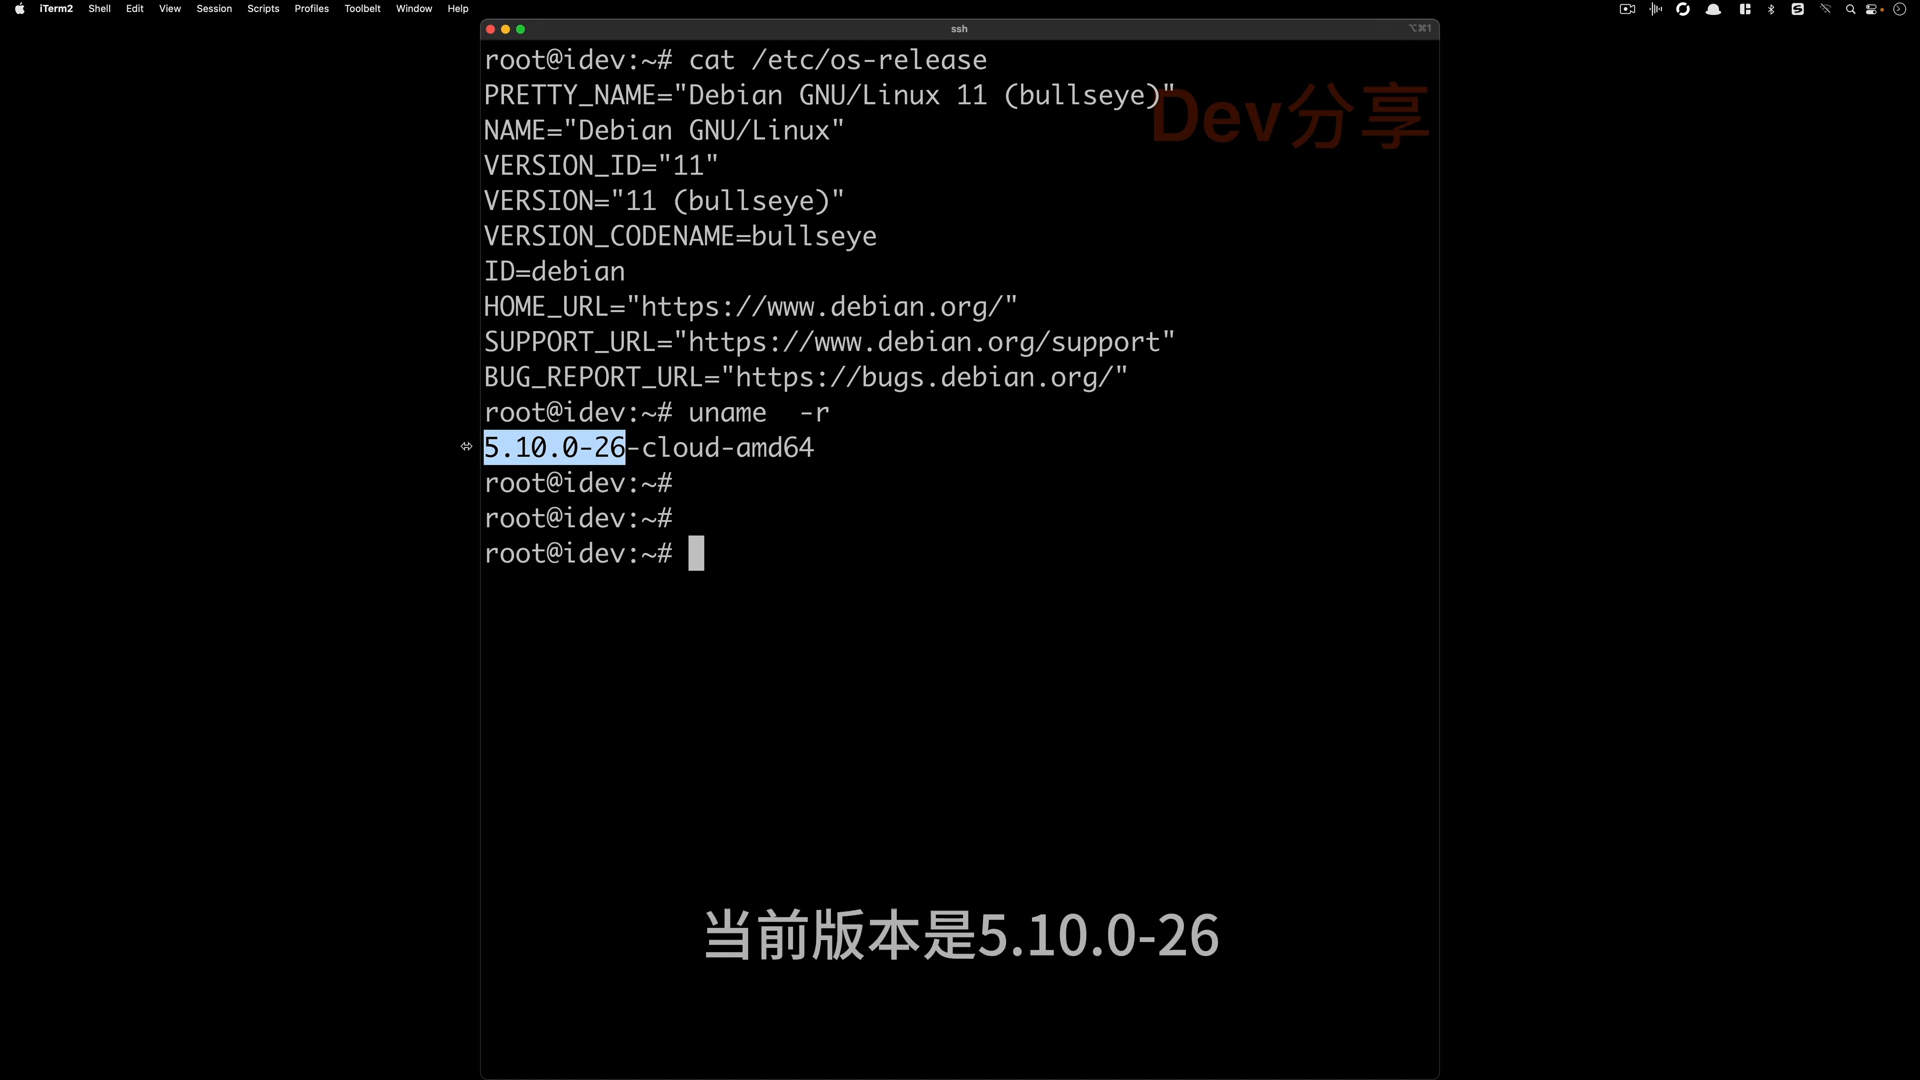 iTerm2 Shell Edit View Session Scripts Profiles Toolbelt Window Help
ssh
⌥⌘1
root@idev:~# cat /etc/os-release
PRETTY_NAME="Debian GNU/Linux 11 (bullseye)"
Dev分享
NAME="Debian GNU/Linux"
VERSION_ID="11"
VERSION="11 (bullseye)"
VERSION_CODENAME=bullseye
ID=debian
HOME_URL="https://www.debian.org/"
SUPPORT_URL="https://www.debian.org/support"
BUG_REPORT_URL="https://bugs.debian.org/"
root@idev:~# uname  -r
5.10.0-26-cloud-amd64
root@idev:~#
root@idev:~#
root@idev:~#
当前版本是5.10.0-26